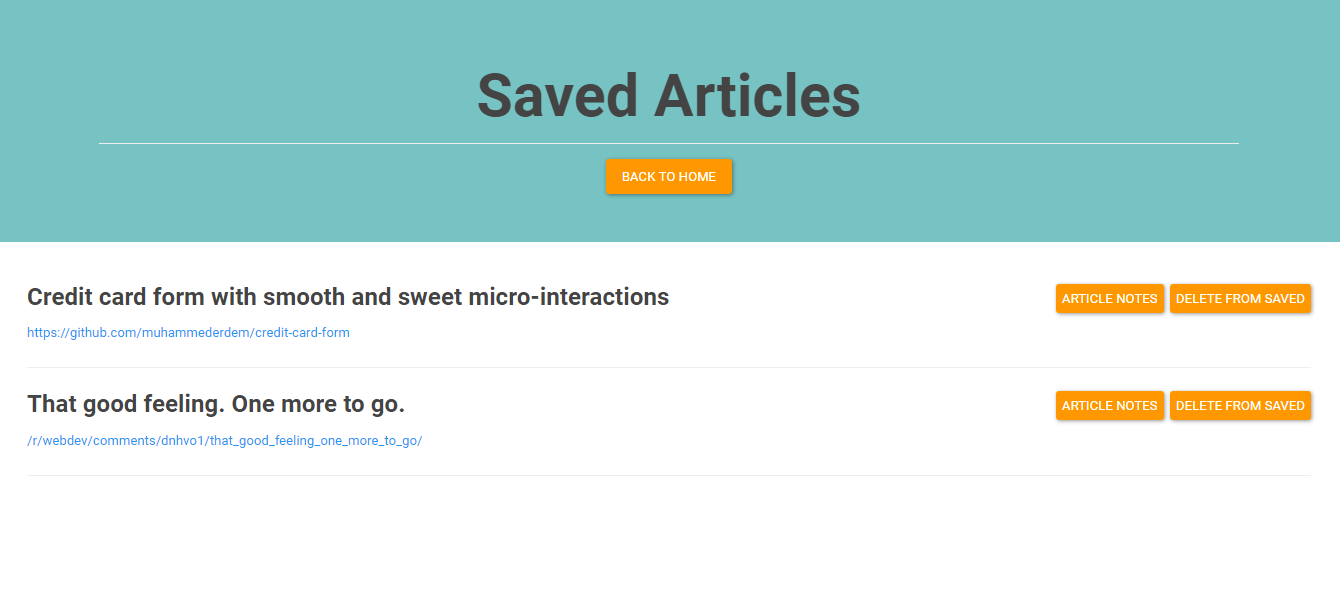 Saved Articles
BACK TO HOME
Credit card form with smooth and sweet micro-interactions
ARTICLE NOTES
DELETE FROM SAVED
https://github.com/muhammederdem/credit-card-form
That good feeling. One more to go.
ARTICLE NOTES
DELETE FROM SAVED
/r/webdev/comments/dnhvo1/that_good_feeling_one_more_to_go/